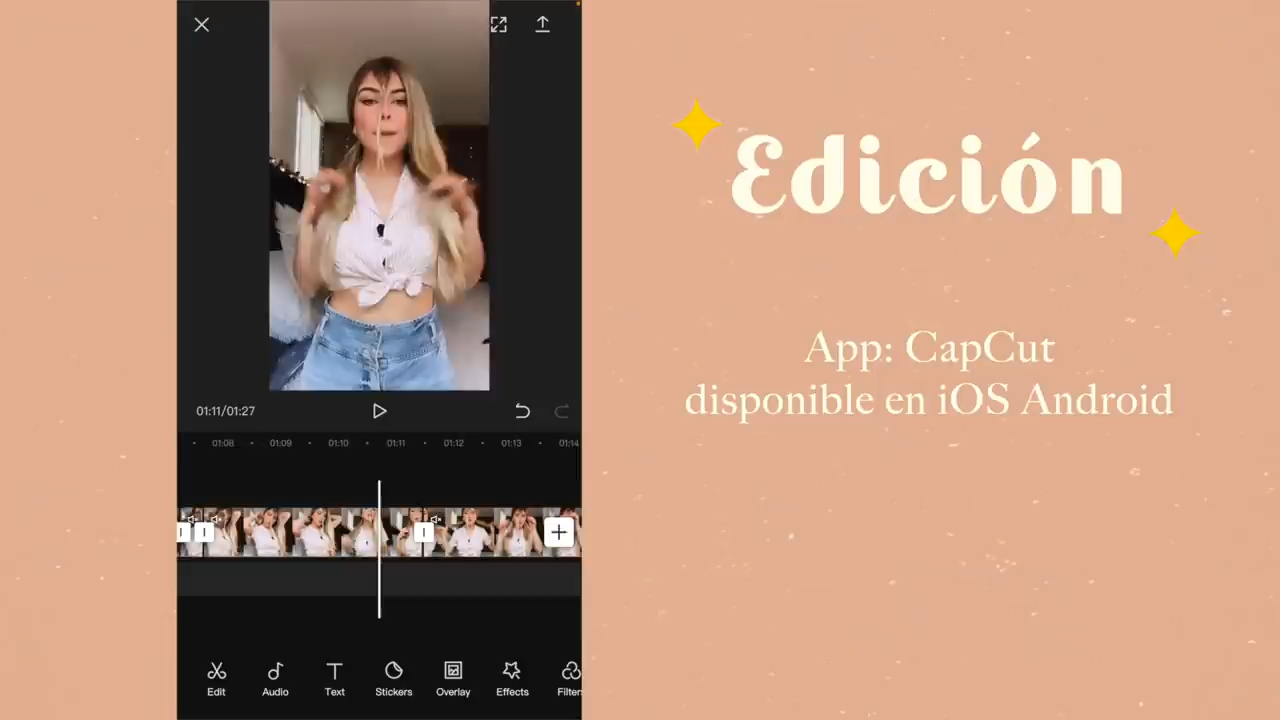 Edición
App: CapCut
disponible en iOS Android
01:11/01:27
01:08 01:09 01:10 01:11 01:12 01:13 01:14
Edit Audio Text Stickers Overlay Effects Filters